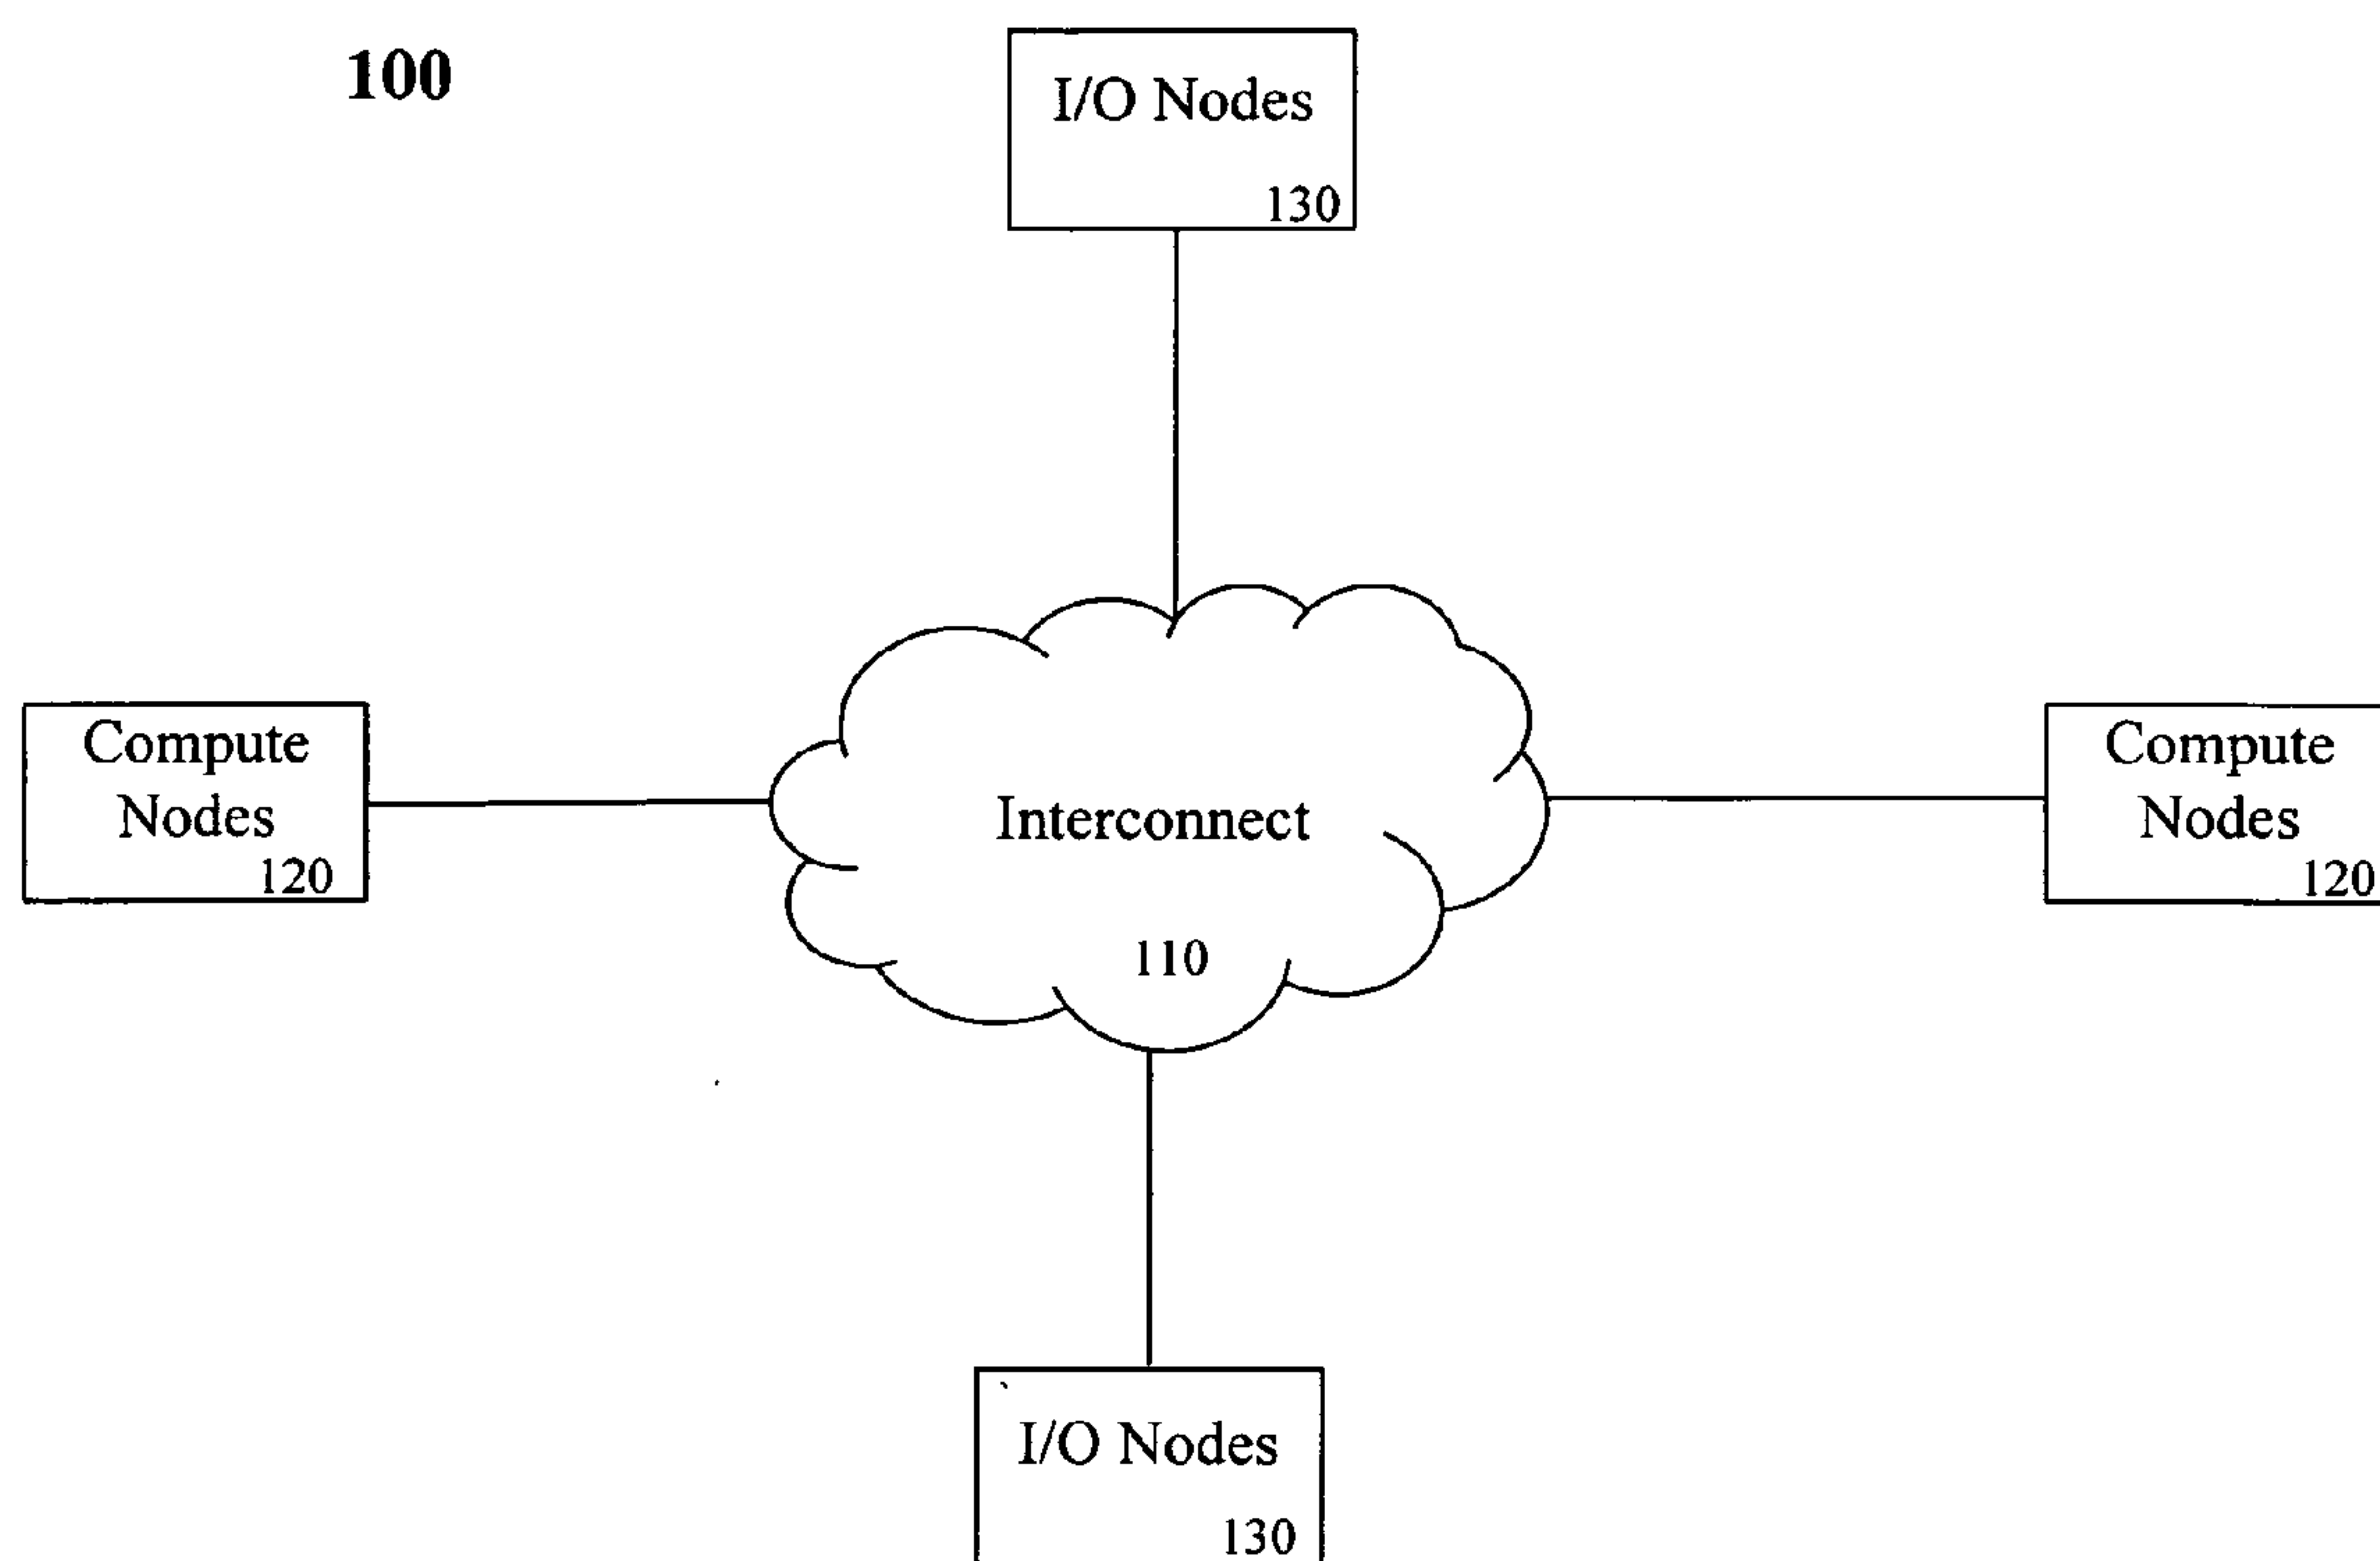 100
I/O Nodes
130
Compute
Nodes
120
Interconnect
110
Compute
Nodes
120
I/O Nodes
130